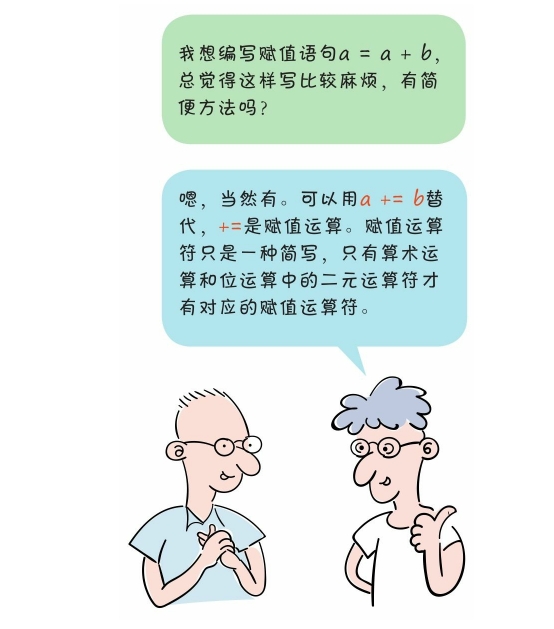 我想编写赋值语句a = a + b,
总觉得这样写比较麻烦，有简
便方法吗？
嗯，当然有。可以用a += b替
代，+=是赋值运算。赋值运算
符只是一种简写，只有算术运
算和位运算中的二元运算符才
有对应的赋值运算符。